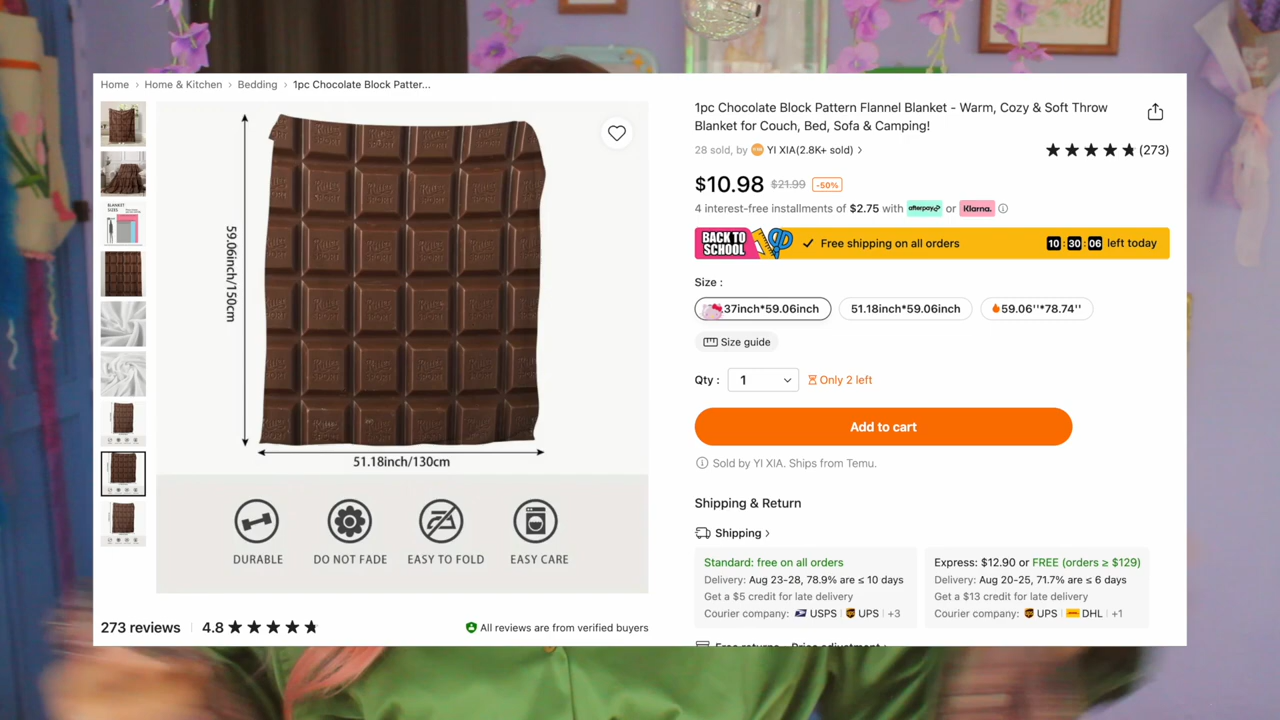 Home › Home & Kitchen › Bedding › 1pc Chocolate Block Patter...
59.06inch/150cm
51.18inch/130cm
DURABLE
DO NOT FADE
EASY TO FOLD
EASY CARE
273 reviews
4.8
All reviews are from verified buyers
1pc Chocolate Block Pattern Flannel Blanket - Warm, Cozy & Soft Throw
Blanket for Couch, Bed, Sofa & Camping!
28 sold, by YI XIA(2.8K+ sold) ›
(273)
$10.98 $21.99 -50%
4 interest-free installments of $2.75 with afterpay or Klarna.
BACK TO
SCHOOL
Free shipping on all orders
10:30:06 left today
Size :
37inch*59.06inch
51.18inch*59.06inch
59.06''*78.74''
Size guide
Qty : 1
Only 2 left
Add to cart
Sold by YI XIA. Ships from Temu.
Shipping & Return
Shipping ›
Standard: free on all orders
Delivery: Aug 23-28, 78.9% are ≤ 10 days
Get a $5 credit for late delivery
Courier company: USPS | UPS | +3
Express: $12.90 or FREE (orders ≥ $129)
Delivery: Aug 20-25, 71.7% are ≤ 6 days
Get a $13 credit for late delivery
Courier company: UPS | DHL | +1